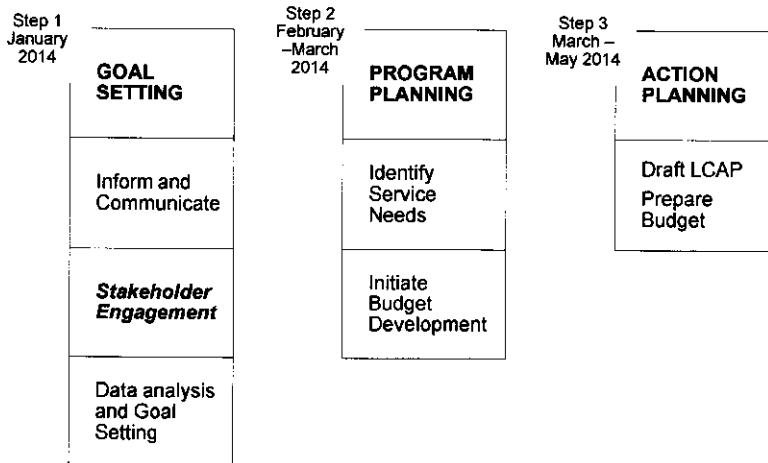 Step 1
January
2014
GOAL
SETTING
Inform and
Communicate
Stakeholder
Engagement
Data analysis
and Goal
Setting
Step 2
February
–March
2014
PROGRAM
PLANNING
Identify
Service
Needs
Initiate
Budget
Development
Step 3
March –
May 2014
ACTION
PLANNING
Draft LCAP
Prepare
Budget